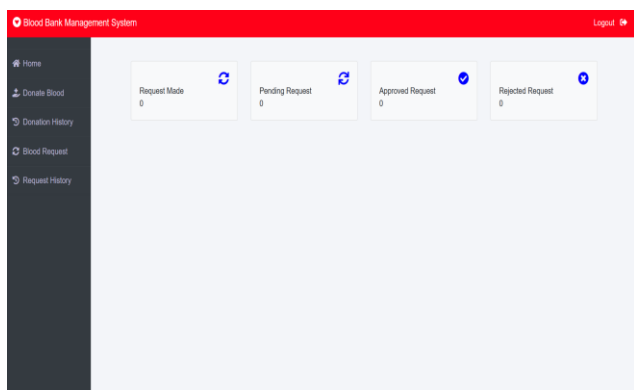 Blood Bank Management System
Logout
Home
Donate Blood
Donation History
Blood Request
Request History
Request Made
0
Pending Request
0
Approved Request
0
Rejected Request
0